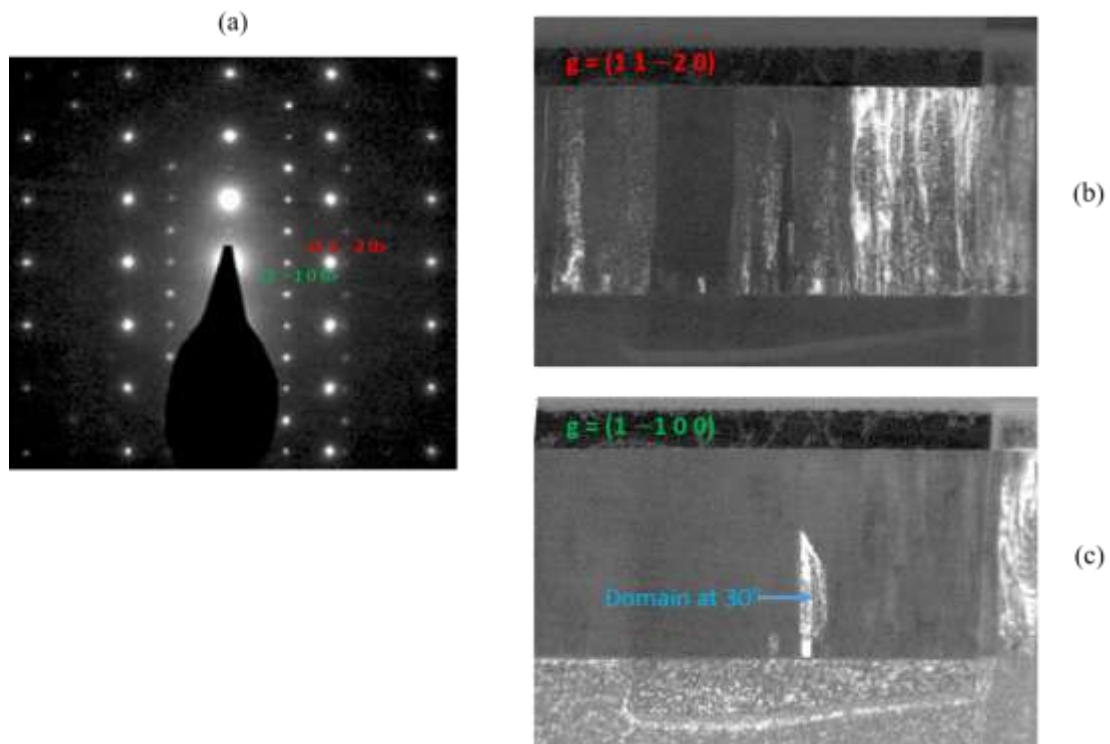 (a)
g = (1 1 −2 0)
(b)
g = (1 −1 0 0)
Domain at 30°
(c)